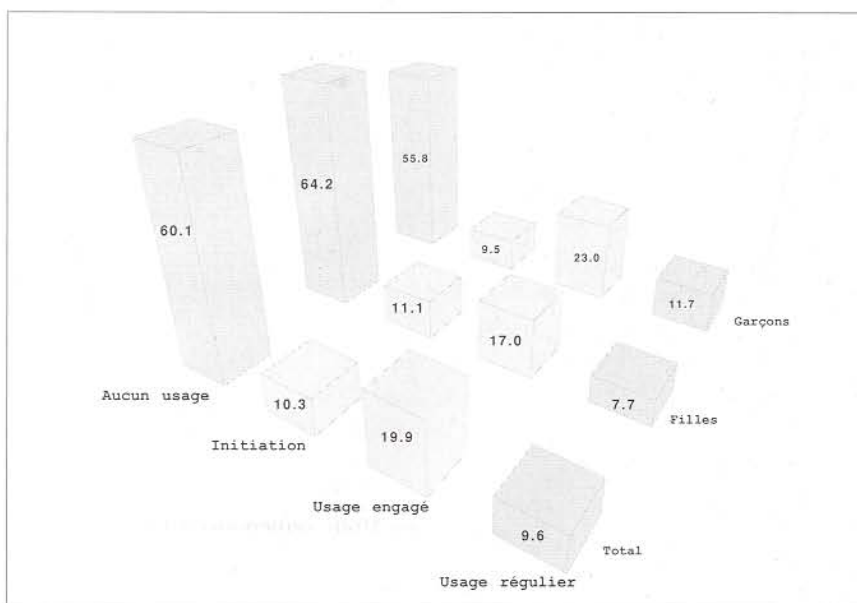 55.8
64.2
60.1
9.5
23.0
11.1
11.7
Garçons
17.0
Aucun usage
10.3
7.7
Filles
19.9
Initiation
Usage engagé
9.6
Total
Usage régulier